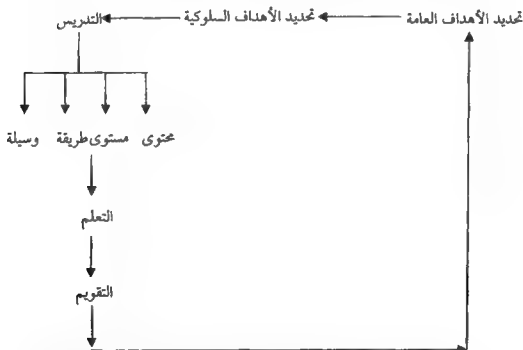 تحديد الأهداف العامة تحديد الأهداف السلوكية التدريس
محتوى مستوى طريقة وسيلة
التعلم
التقويم